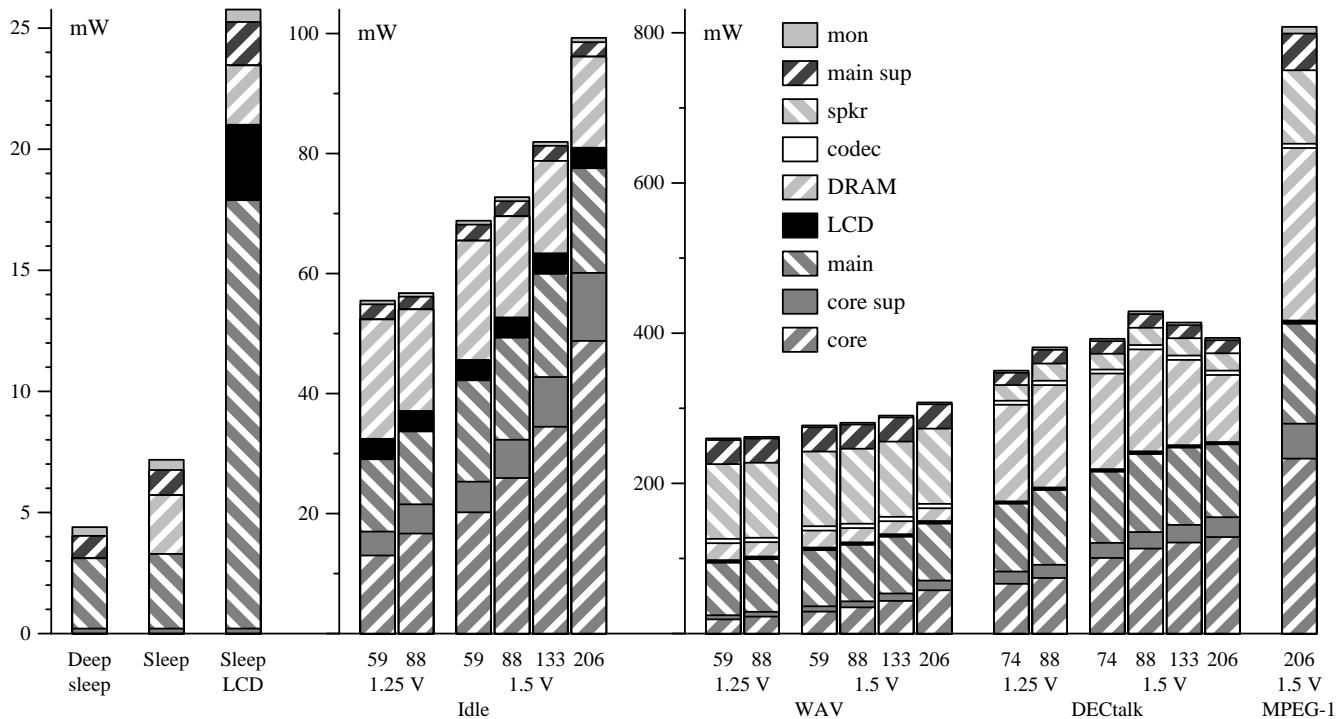 25
20
15
10
5
0
mW
100
80
60
40
20
mW
800
600
400
200
mW
mon
main sup
spkr
codec
DRAM
LCD
main
core sup
core
Deep sleep
Sleep
Sleep LCD
59 88 59 88 133 206
1.25 V 1.5 V
Idle
59 88 59 88 133 206
1.25 V 1.5 V
WAV
74 88 74 88 133 206
1.25 V 1.5 V
DECtalk
206
1.5 V
MPEG-1